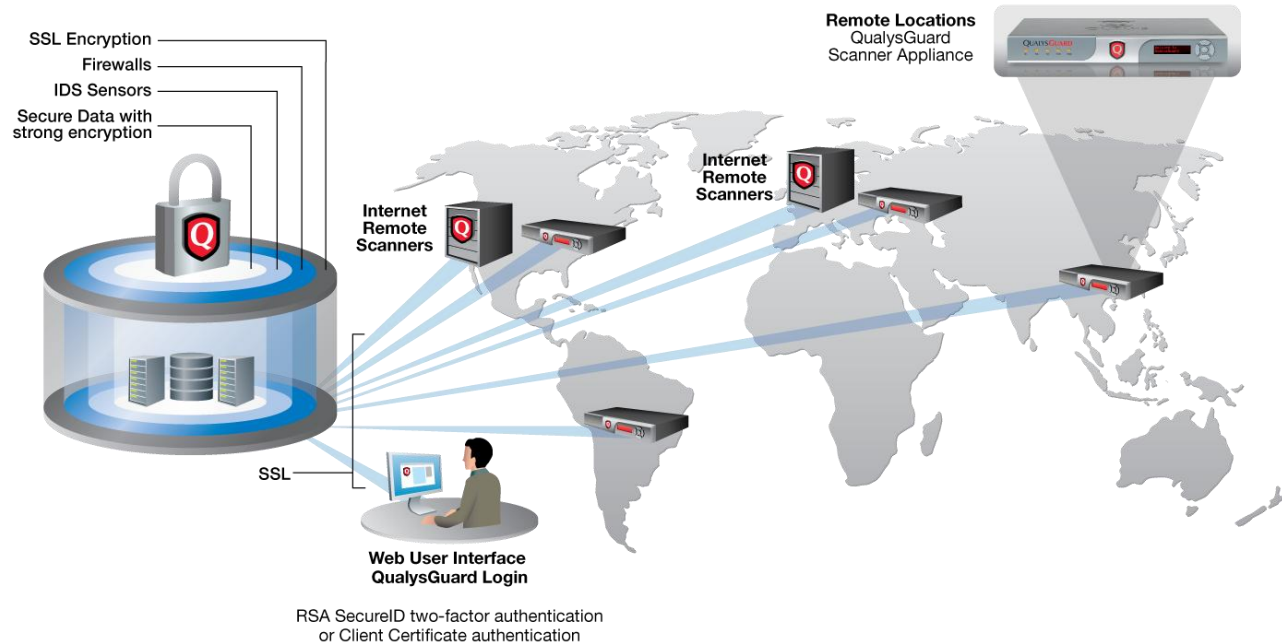 SSL Encryption
Firewalls
IDS Sensors
Secure Data with
strong encryption
Q
Internet
Remote
Scanners
Q
Internet
Remote
Scanners
Q
Remote Locations
QualysGuard
Scanner Appliance
QUALYSGUARD
Q
SSL
Web User Interface
QualysGuard Login
RSA SecureID two-factor authentication
or Client Certificate authentication